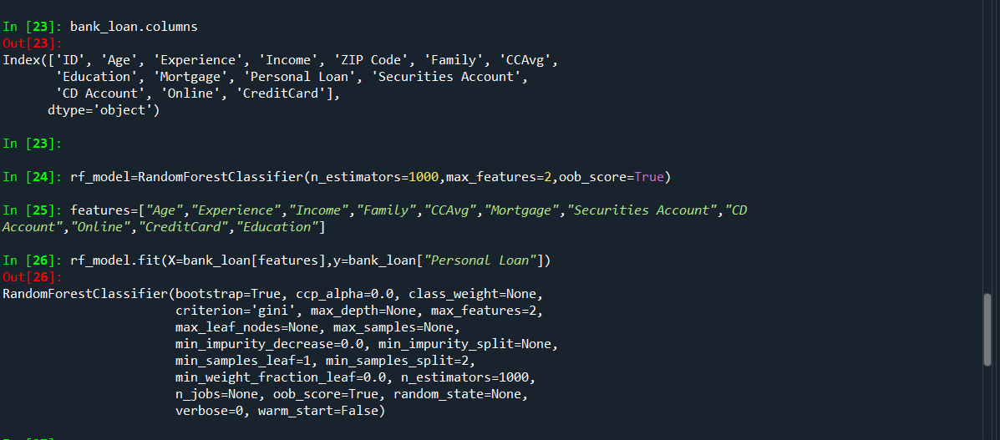 In [23]: bank_loan.columns
Out[23]:
Index(['ID', 'Age', 'Experience', 'Income', 'ZIP Code', 'Family', 'CCAvg',
       'Education', 'Mortgage', 'Personal Loan', 'Securities Account',
       'CD Account', 'Online', 'CreditCard'],
      dtype='object')
In [23]:
In [24]: rf_model=RandomForestClassifier(n_estimators=1000,max_features=2,oob_score=True)
In [25]: features=["Age","Experience","Income","Family","CCAvg","Mortgage","Securities Account","CD
Account","Online","CreditCard","Education"]
In [26]: rf_model.fit(X=bank_loan[features],y=bank_loan["Personal Loan"])
Out[26]:
RandomForestClassifier(bootstrap=True, ccp_alpha=0.0, class_weight=None,
                       criterion='gini', max_depth=None, max_features=2,
                       max_leaf_nodes=None, max_samples=None,
                       min_impurity_decrease=0.0, min_impurity_split=None,
                       min_samples_leaf=1, min_samples_split=2,
                       min_weight_fraction_leaf=0.0, n_estimators=1000,
                       n_jobs=None, oob_score=True, random_state=None,
                       verbose=0, warm_start=False)